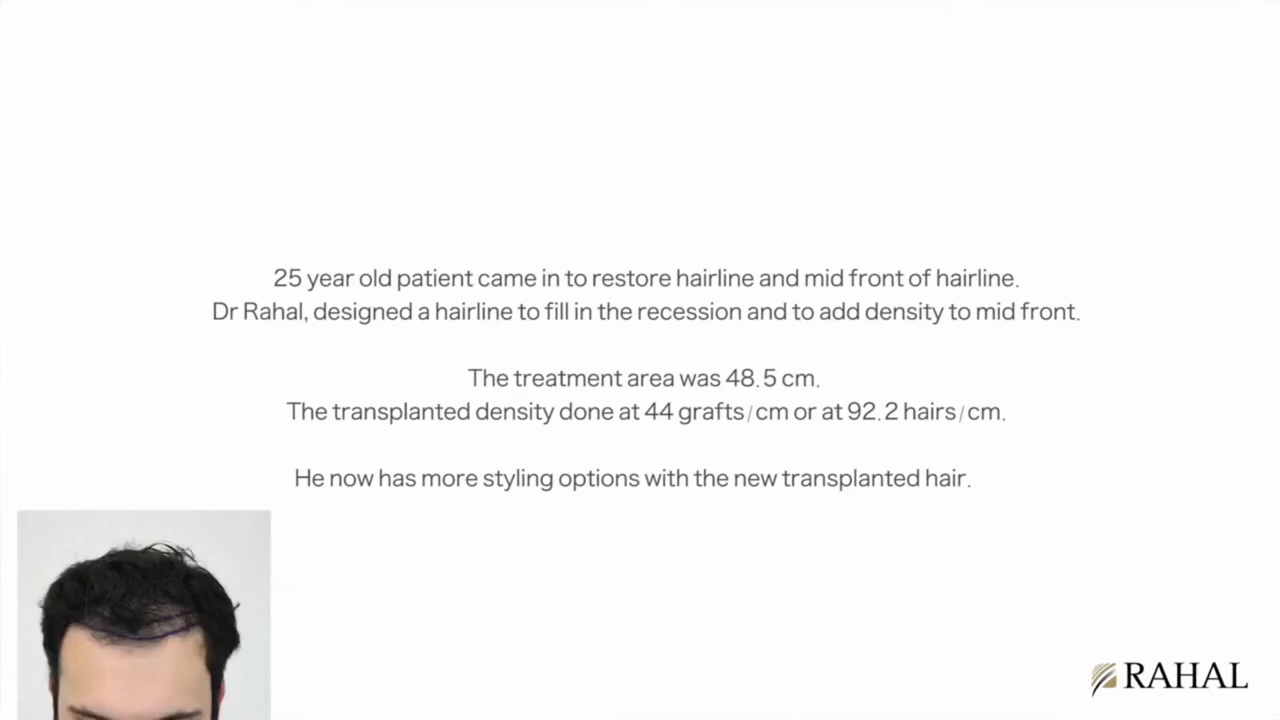 25 year old patient came in to restore hairline and mid front of hairline.
Dr Rahal, designed a hairline to fill in the recession and to add density to mid front.
The treatment area was 48.5 cm.
The transplanted density done at 44 grafts/cm or at 92.2 hairs/cm.
He now has more styling options with the new transplanted hair.
RAHAL